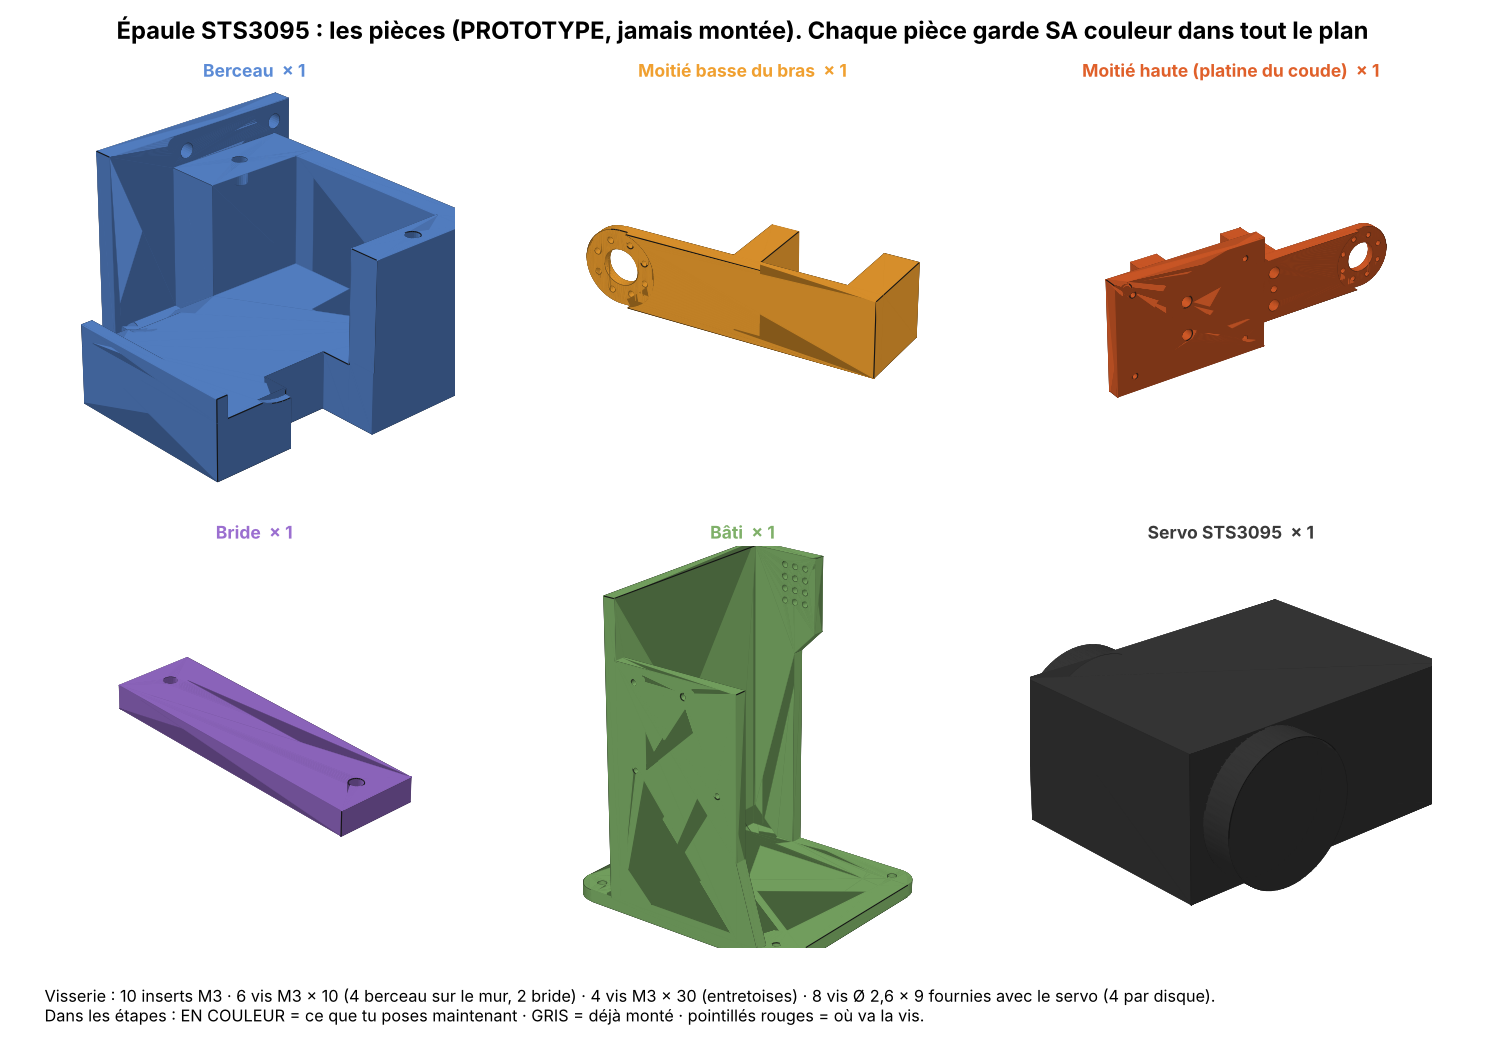 Épaule STS3095 : les pièces (PROTOTYPE, jamais montée). Chaque pièce garde SA couleur dans tout le plan
Berceau × 1
Moitié basse du bras × 1
Moitié haute (platine du coude) × 1
Bride × 1
Bâti × 1
Servo STS3095 × 1
Visserie : 10 inserts M3 · 6 vis M3 × 10 (4 berceau sur le mur, 2 bride) · 4 vis M3 × 30 (entretoises) · 8 vis Ø 2,6 × 9 fournies avec le servo (4 par disque).
Dans les étapes : EN COULEUR = ce que tu poses maintenant · GRIS = déjà monté · pointillés rouges = où va la vis.